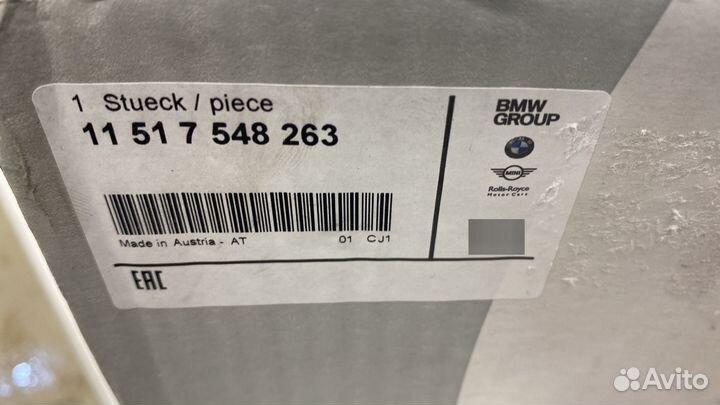 1 Stueck / piece
11 51 7 548 263
Made in Austria - AT 01 CJ1
EAC
BMW
GROUP
MINI
Rolls-Royce
Motor Cars
Avito